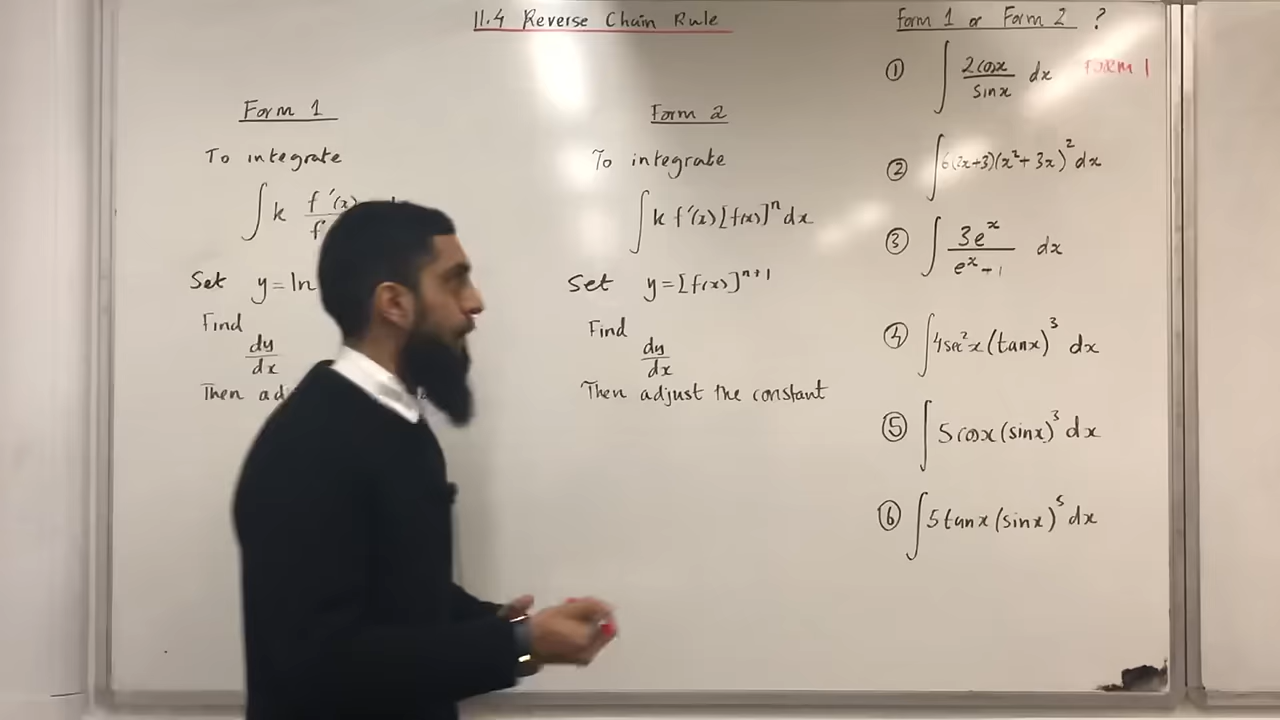 11.4 Reverse Chain Rule
Form 1
To integrate
∫ k f'(x)
Set y = ln
Find
dy/dx
Then
Form 2
To integrate
∫ k f'(x) [f(x)]^n dx
Set y = [f(x)]^(n+1)
Find
dy/dx
Then adjust the constant
Form 1 or Form 2 ?
① ∫ 2cosx/sinx dx FORM 1
② ∫ 6(2x+3)(x²+3x)² dx
③ ∫ 3e^x/(e^x - 1) dx
④ ∫ 4sec²x (tanx)³ dx
⑤ ∫ 5cosx (sinx)³ dx
⑥ ∫ 5tanx (sinx)⁵ dx